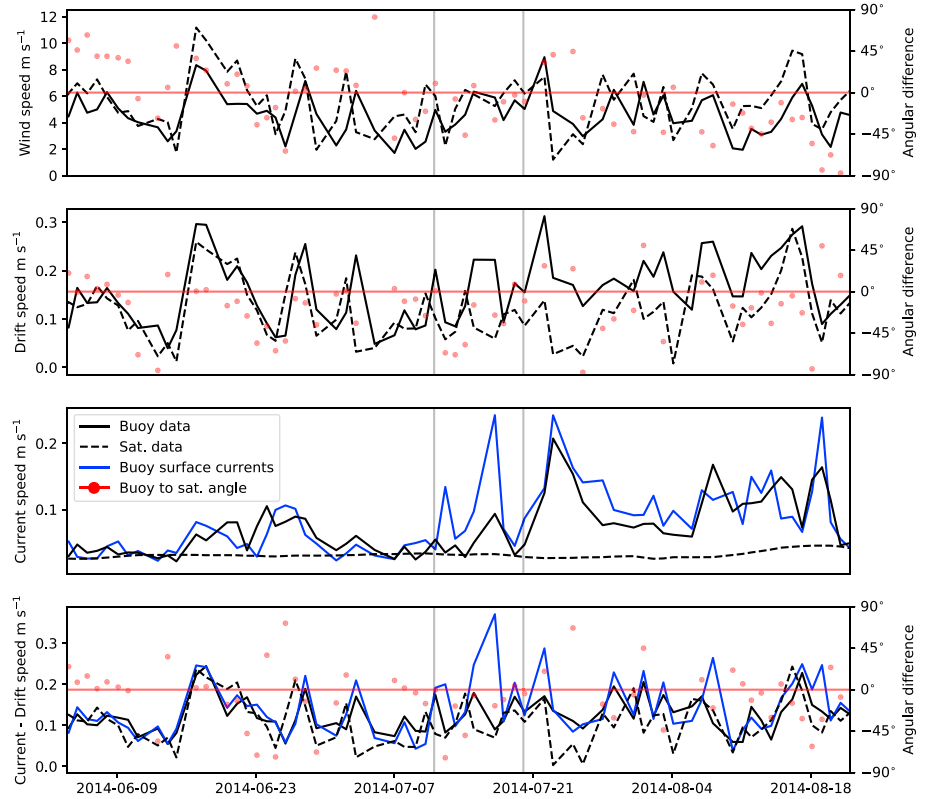 12
10
8
6
4
2
0
Wind speed m s⁻¹
90°
45°
0°
−45°
−90°
Angular difference
0.3
0.2
0.1
0.0
Drift speed m s⁻¹
90°
45°
0°
−45°
−90°
Angular difference
0.2
0.1
Current speed m s⁻¹
Buoy data
Sat. data
Buoy surface currents
Buoy to sat. angle
0.3
0.2
0.1
0.0
Current - Drift speed m s⁻¹
90°
45°
0°
−45°
−90°
Angular difference
2014-06-09 2014-06-23 2014-07-07 2014-07-21 2014-08-04 2014-08-18